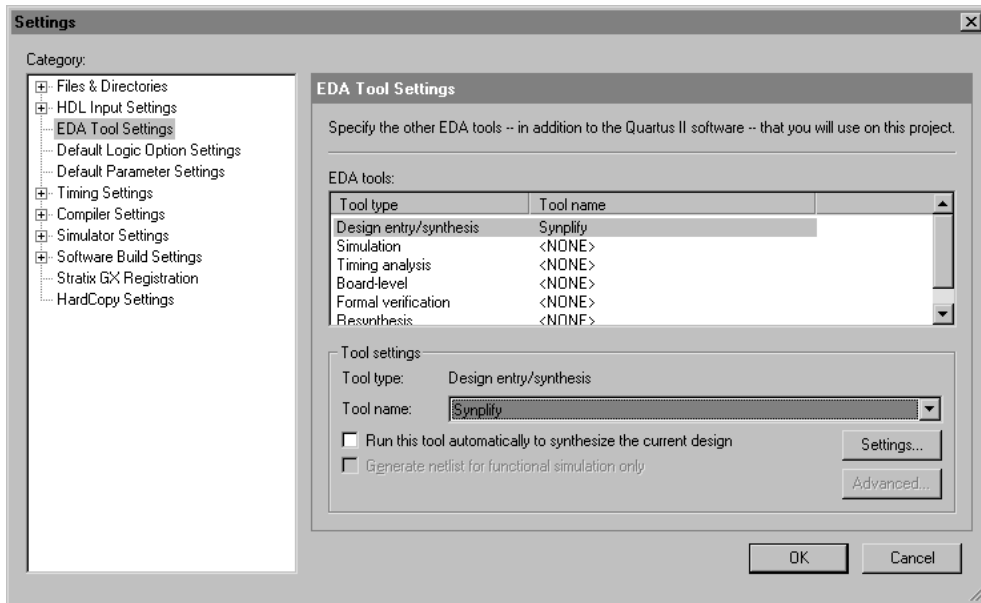 Settings
Category:
Files & Directories
HDL Input Settings
EDA Tool Settings
Default Logic Option Settings
Default Parameter Settings
Timing Settings
Compiler Settings
Simulator Settings
Software Build Settings
Stratix GX Registration
HardCopy Settings
EDA Tool Settings
Specify the other EDA tools -- in addition to the Quartus II software -- that you will use on this project.
EDA tools:
Tool type Tool name
Design entry/synthesis Synplify
Simulation <NONE>
Timing analysis <NONE>
Board-level <NONE>
Formal verification <NONE>
Resynthesis <NONE>
Tool settings
Tool type: Design entry/synthesis
Tool name: Synplify
Run this tool automatically to synthesize the current design
Settings...
Generate netlist for functional simulation only
Advanced...
OK Cancel